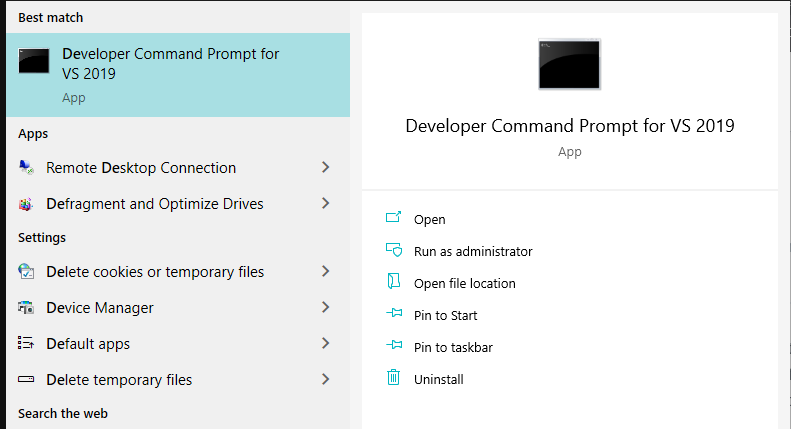 Best match
Developer Command Prompt for
VS 2019
App
Apps
Remote Desktop Connection
Defragment and Optimize Drives
Settings
Delete cookies or temporary files
Device Manager
Default apps
Delete temporary files
Search the web
Developer Command Prompt for VS 2019
App
Open
Run as administrator
Open file location
Pin to Start
Pin to taskbar
Uninstall